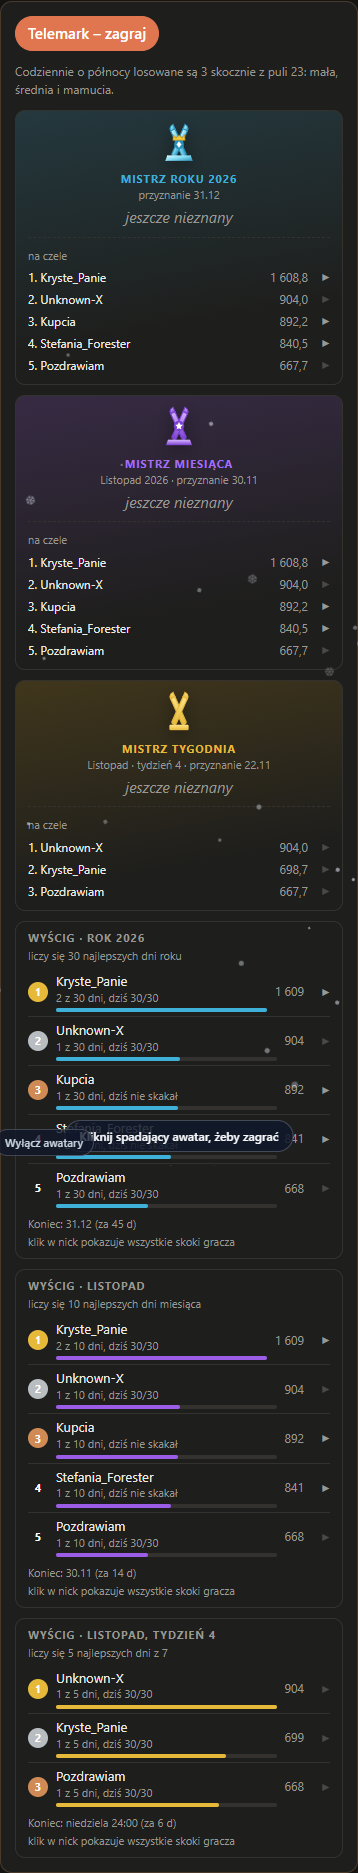 Telemark – zagraj
Codziennie o północy losowane są 3 skocznie z puli 23: mała,
średnia i mamucia.
MISTRZ ROKU 2026
przyznanie 31.12
jeszcze nieznany
na czele
1. Kryste_Panie 1 608,8 ▶
2. Unknown-X 904,0 ▶
3. Kupcia 892,2 ▶
4. Stefania_Forester 840,5 ▶
5. Pozdrawiam 667,7 ▶
MISTRZ MIESIĄCA
Listopad 2026 · przyznanie 30.11
jeszcze nieznany
na czele
1. Kryste_Panie 1 608,8 ▶
2. Unknown-X 904,0 ▶
3. Kupcia 892,2 ▶
4. Stefania_Forester 840,5 ▶
5. Pozdrawiam 667,7 ▶
MISTRZ TYGODNIA
Listopad · tydzień 4 · przyznanie 22.11
jeszcze nieznany
na czele
1. Unknown-X 904,0 ▶
2. Kryste_Panie 698,7 ▶
3. Pozdrawiam 667,7 ▶
WYŚCIG · ROK 2026
liczy się 30 najlepszych dni roku
1 Kryste_Panie 1 609 ▶
2 z 30 dni, dziś 30/30
2 Unknown-X 904 ▶
1 z 30 dni, dziś 30/30
3 Kupcia 892 ▶
1 z 30 dni, dziś nie skakał
Kliknij spadający awatar, żeby zagrać
Wyłącz awatary
5 Pozdrawiam 668 ▶
1 z 30 dni, dziś 30/30
Koniec: 31.12 (za 45 d)
klik w nick pokazuje wszystkie skoki gracza
WYŚCIG · LISTOPAD
liczy się 10 najlepszych dni miesiąca
1 Kryste_Panie 1 609 ▶
2 z 10 dni, dziś 30/30
2 Unknown-X 904 ▶
1 z 10 dni, dziś 30/30
3 Kupcia 892 ▶
1 z 10 dni, dziś nie skakał
4 Stefania_Forester 841 ▶
1 z 10 dni, dziś nie skakał
5 Pozdrawiam 668 ▶
1 z 10 dni, dziś 30/30
Koniec: 30.11 (za 14 d)
klik w nick pokazuje wszystkie skoki gracza
WYŚCIG · LISTOPAD, TYDZIEŃ 4
liczy się 5 najlepszych dni z 7
1 Unknown-X 904 ▶
1 z 5 dni, dziś 30/30
2 Kryste_Panie 699 ▶
1 z 5 dni, dziś 30/30
3 Pozdrawiam 668 ▶
1 z 5 dni, dziś 30/30
Koniec: niedziela 24:00 (za 6 d)
klik w nick pokazuje wszystkie skoki gracza